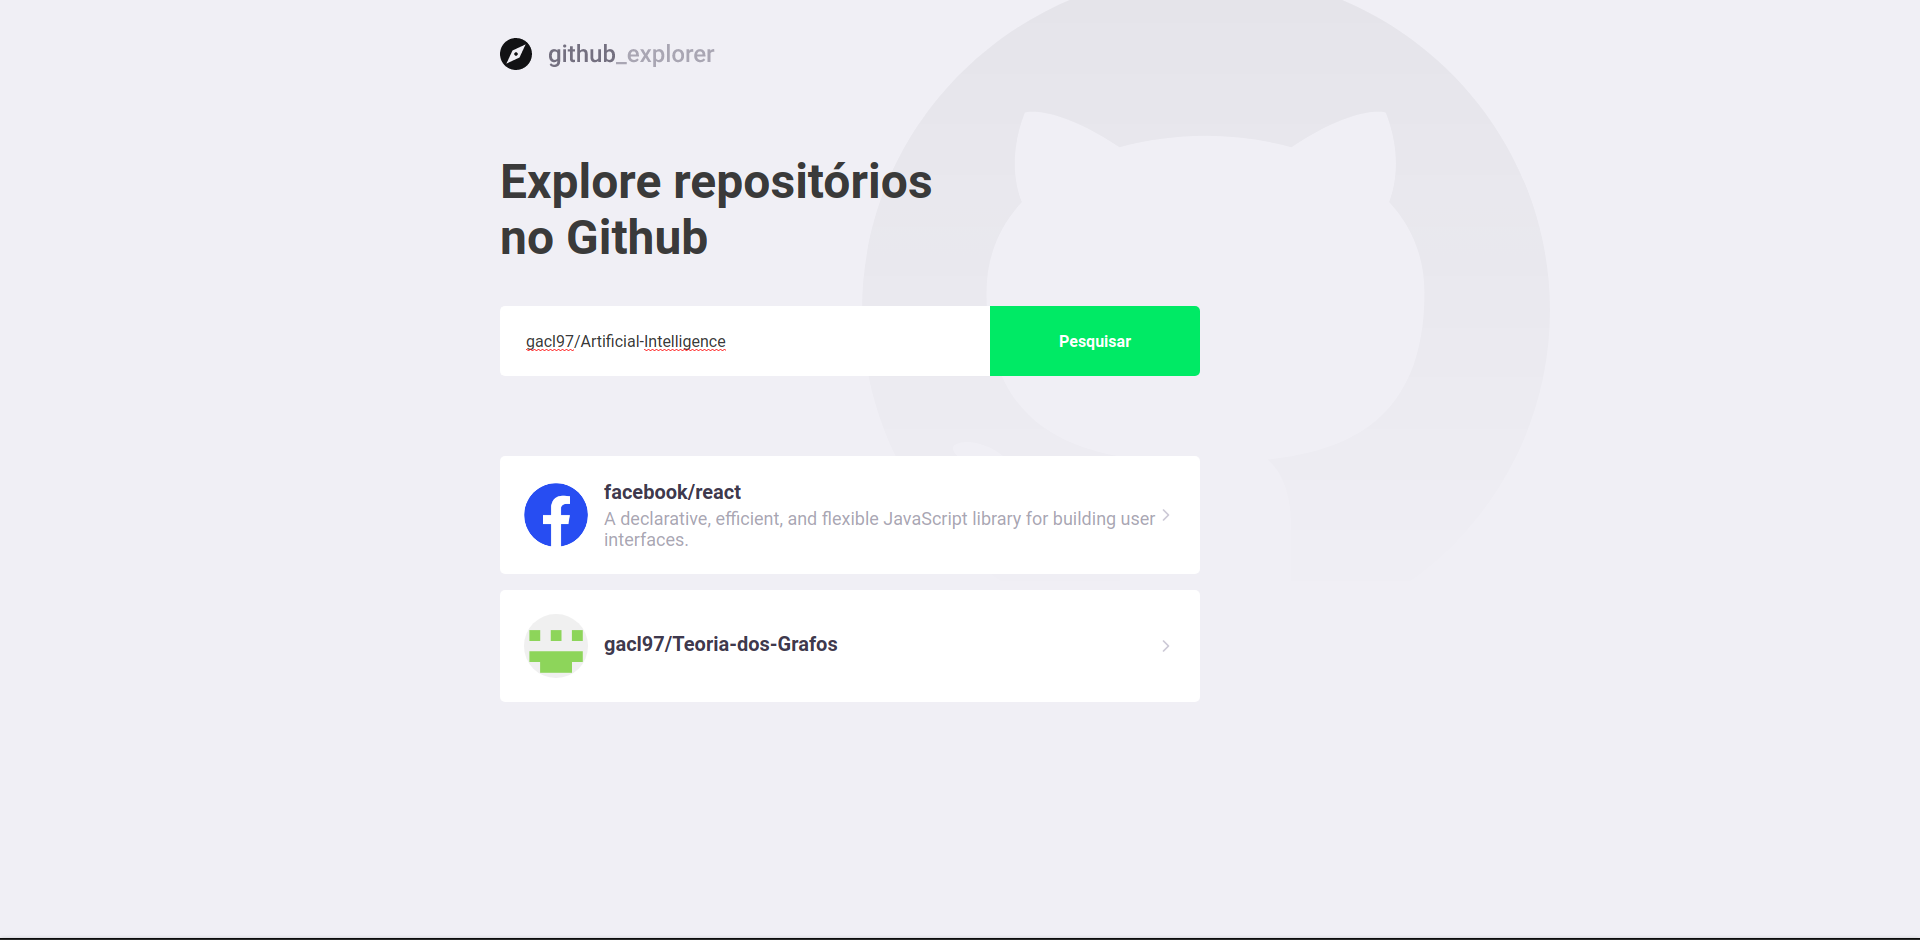 github_explorer
Explore repositórios
no Github
gacl97/Artificial-Intelligence
Pesquisar
facebook/react
A declarative, efficient, and flexible JavaScript library for building user
interfaces.
gacl97/Teoria-dos-Grafos